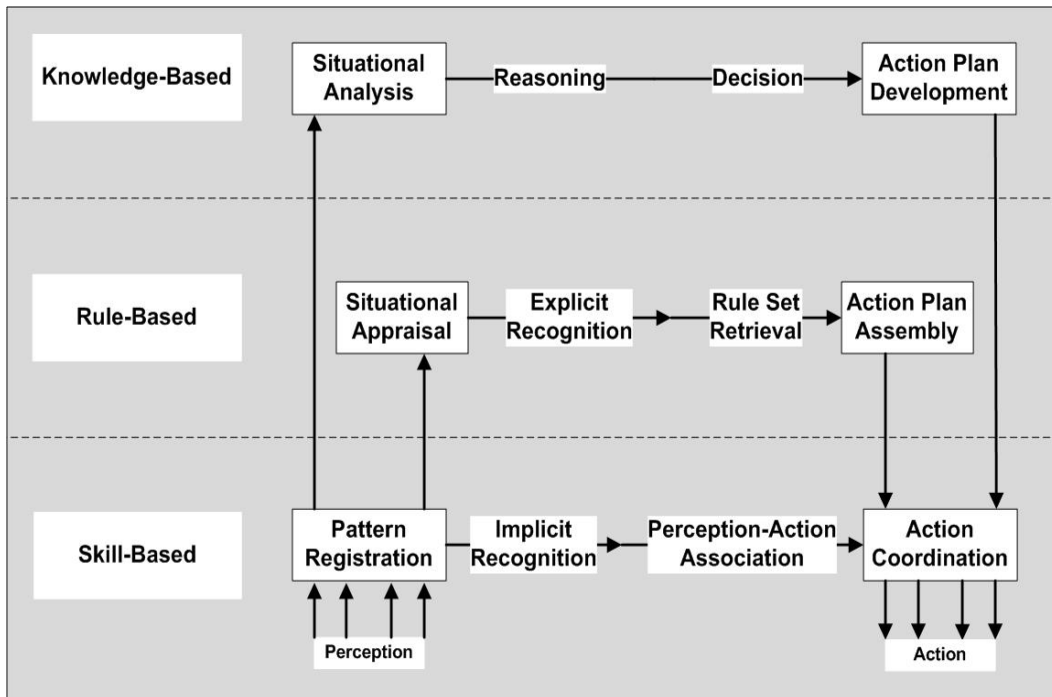 Knowledge-Based
Situational
Analysis
Reasoning
Decision
Action Plan
Development
Rule-Based
Situational
Appraisal
Explicit
Recognition
Rule Set
Retrieval
Action Plan
Assembly
Skill-Based
Pattern
Registration
Implicit
Recognition
Perception-Action
Association
Action
Coordination
Perception
Action